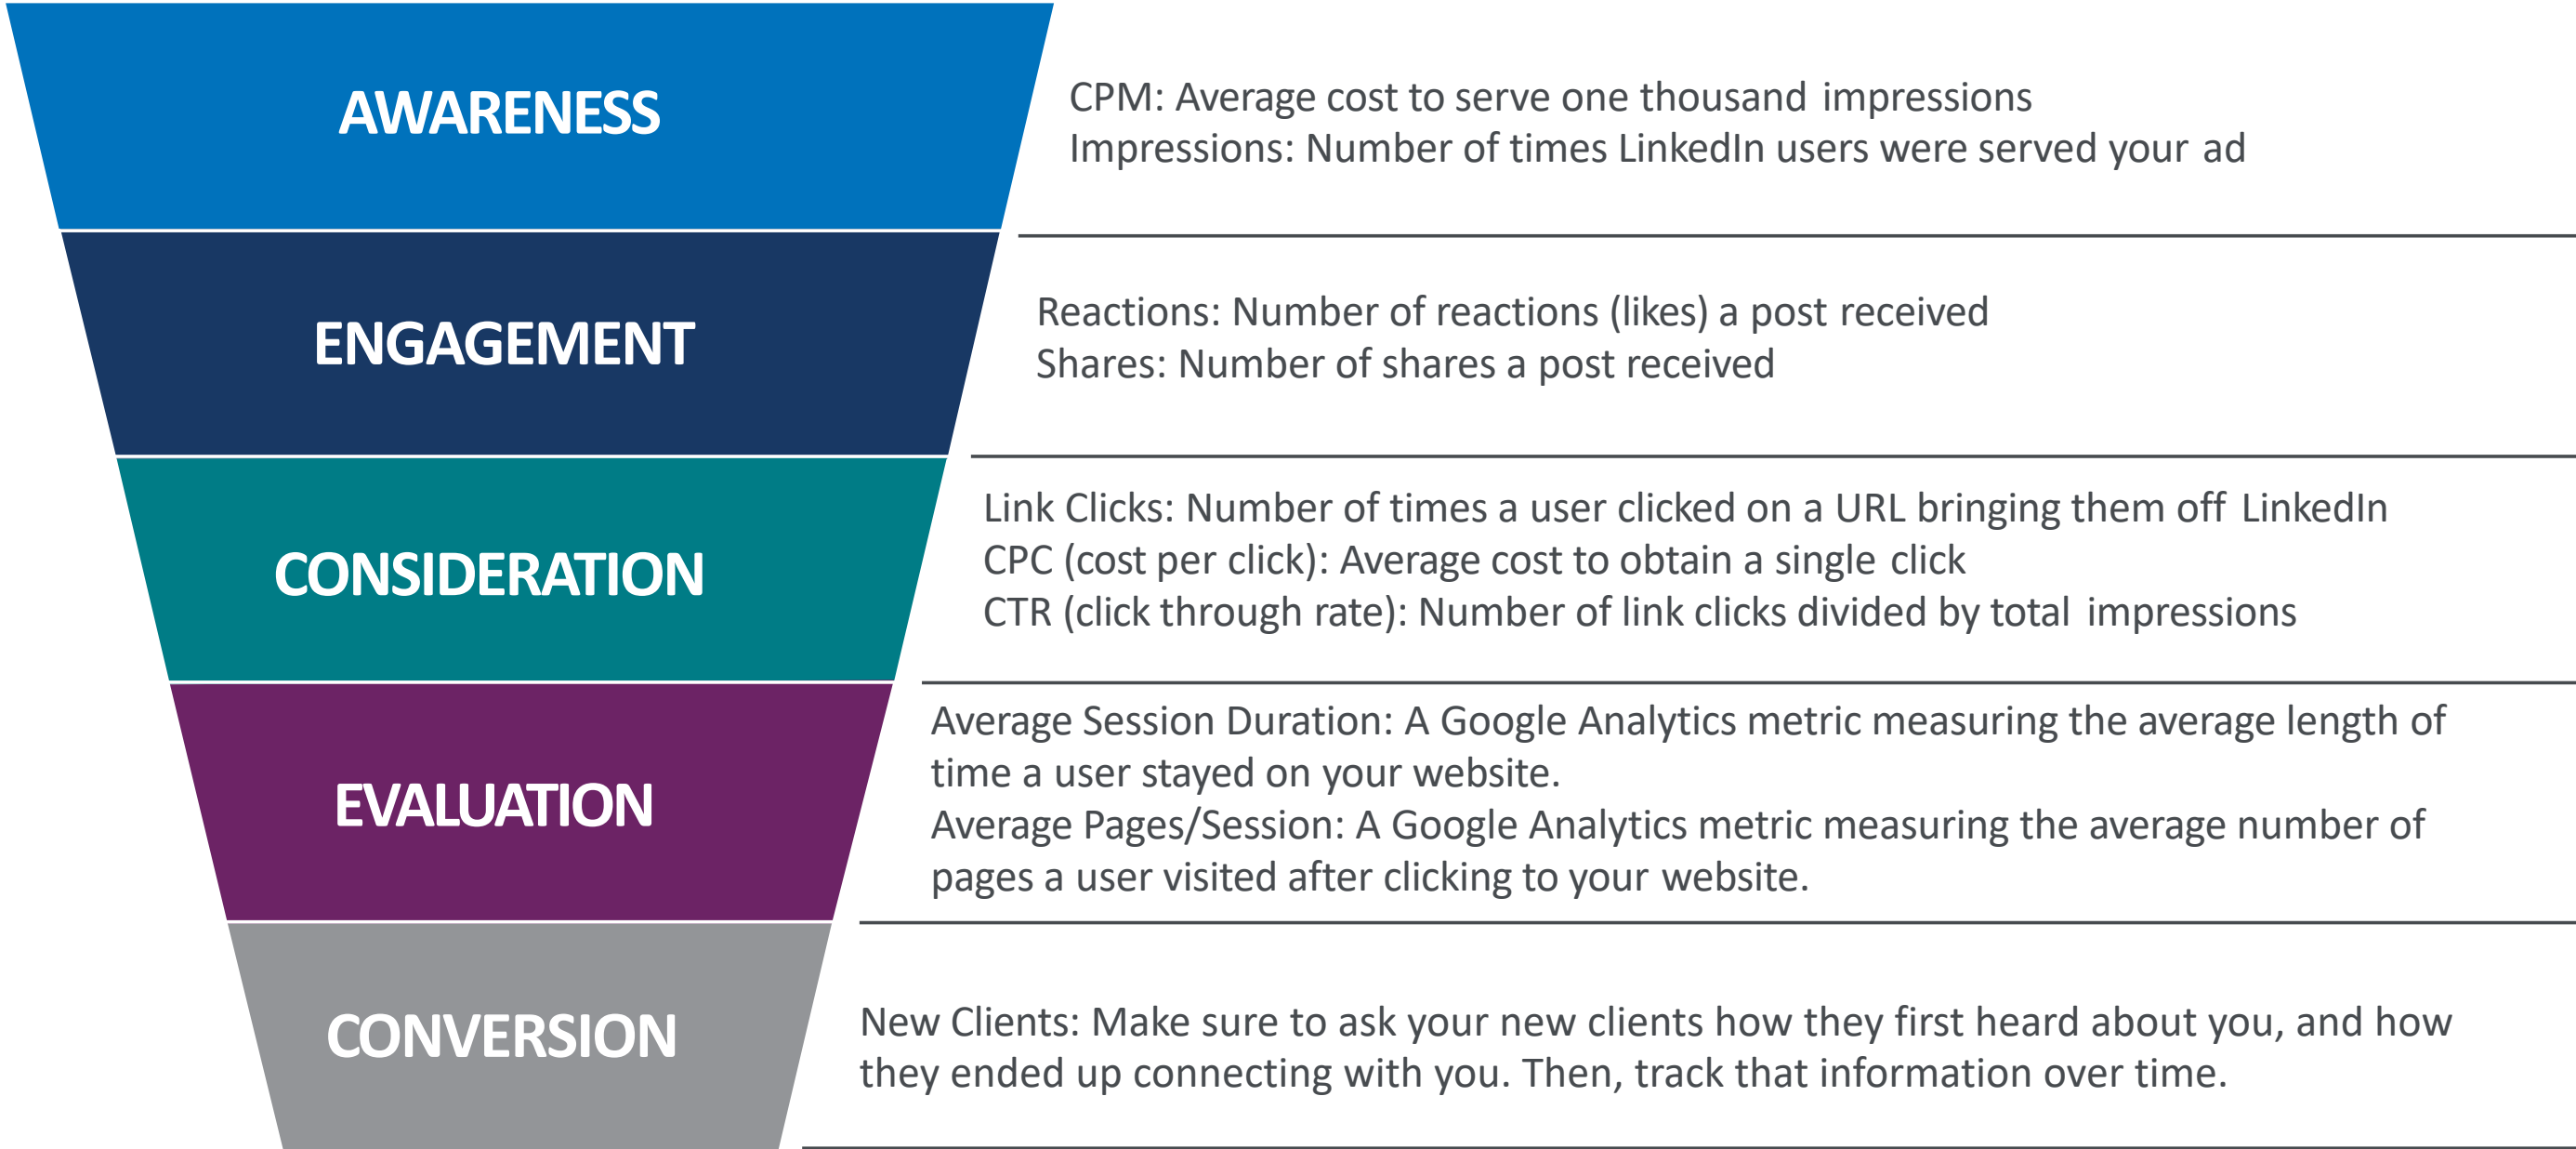 AWARENESS
CPM: Average cost to serve one thousand impressions
Impressions: Number of times LinkedIn users were served your ad
ENGAGEMENT
Reactions: Number of reactions (likes) a post received
Shares: Number of shares a post received
CONSIDERATION
Link Clicks: Number of times a user clicked on a URL bringing them off LinkedIn
CPC (cost per click): Average cost to obtain a single click
CTR (click through rate): Number of link clicks divided by total impressions
EVALUATION
Average Session Duration: A Google Analytics metric measuring the average length of
time a user stayed on your website.
Average Pages/Session: A Google Analytics metric measuring the average number of
pages a user visited after clicking to your website.
CONVERSION
New Clients: Make sure to ask your new clients how they first heard about you, and how
they ended up connecting with you. Then, track that information over time.